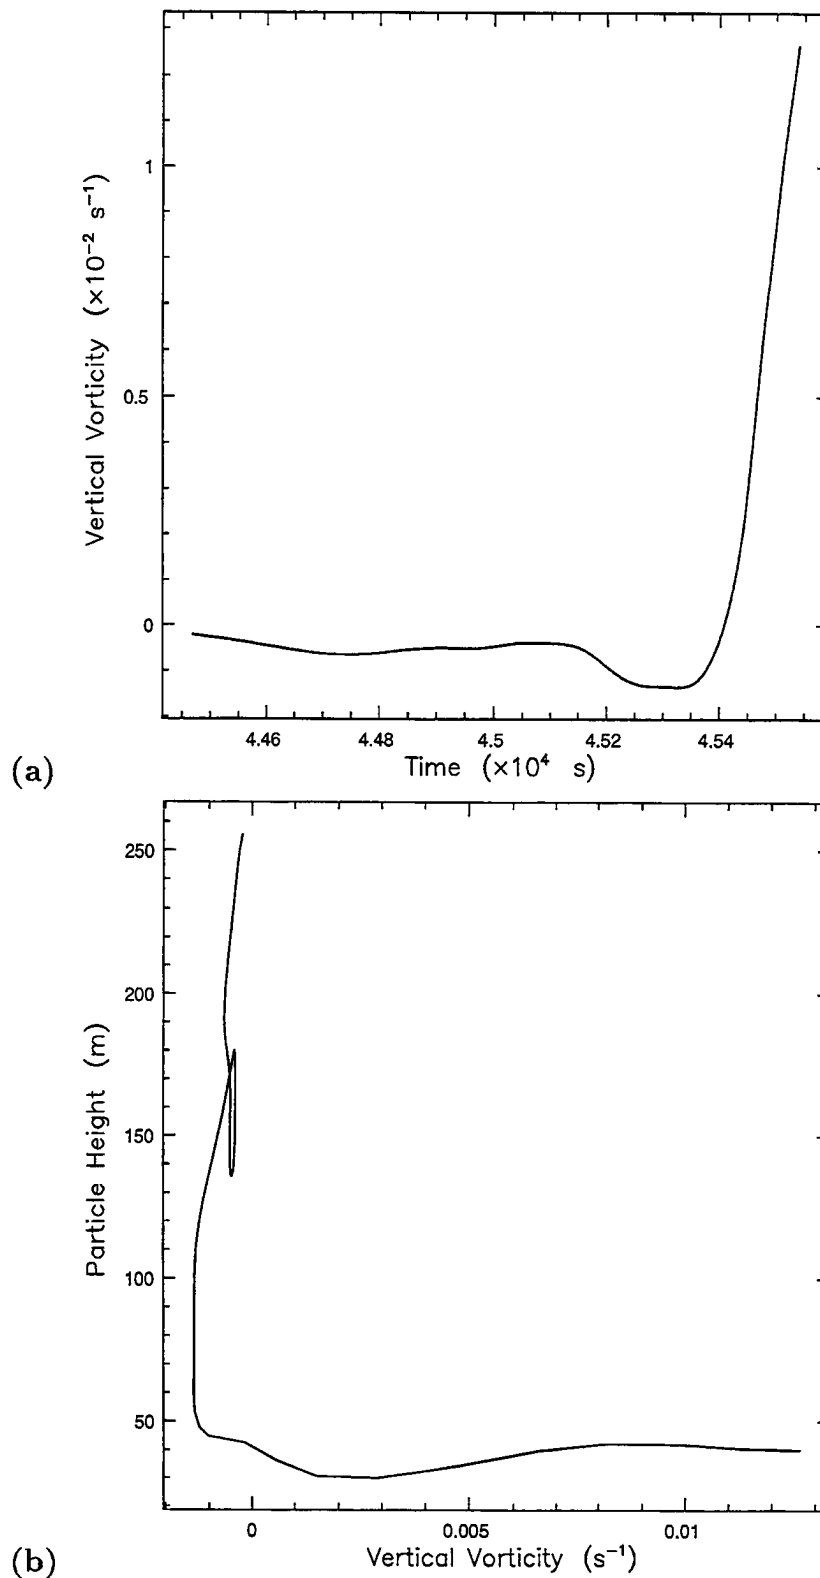 1
0.5
0
Vertical Vorticity (×10⁻² s⁻¹)
4.46 4.48 4.5 4.52 4.54
Time (×10⁴ s)
(a)
250
200
150
100
50
Particle Height (m)
0 0.005 0.01
Vertical Vorticity (s⁻¹)
(b)